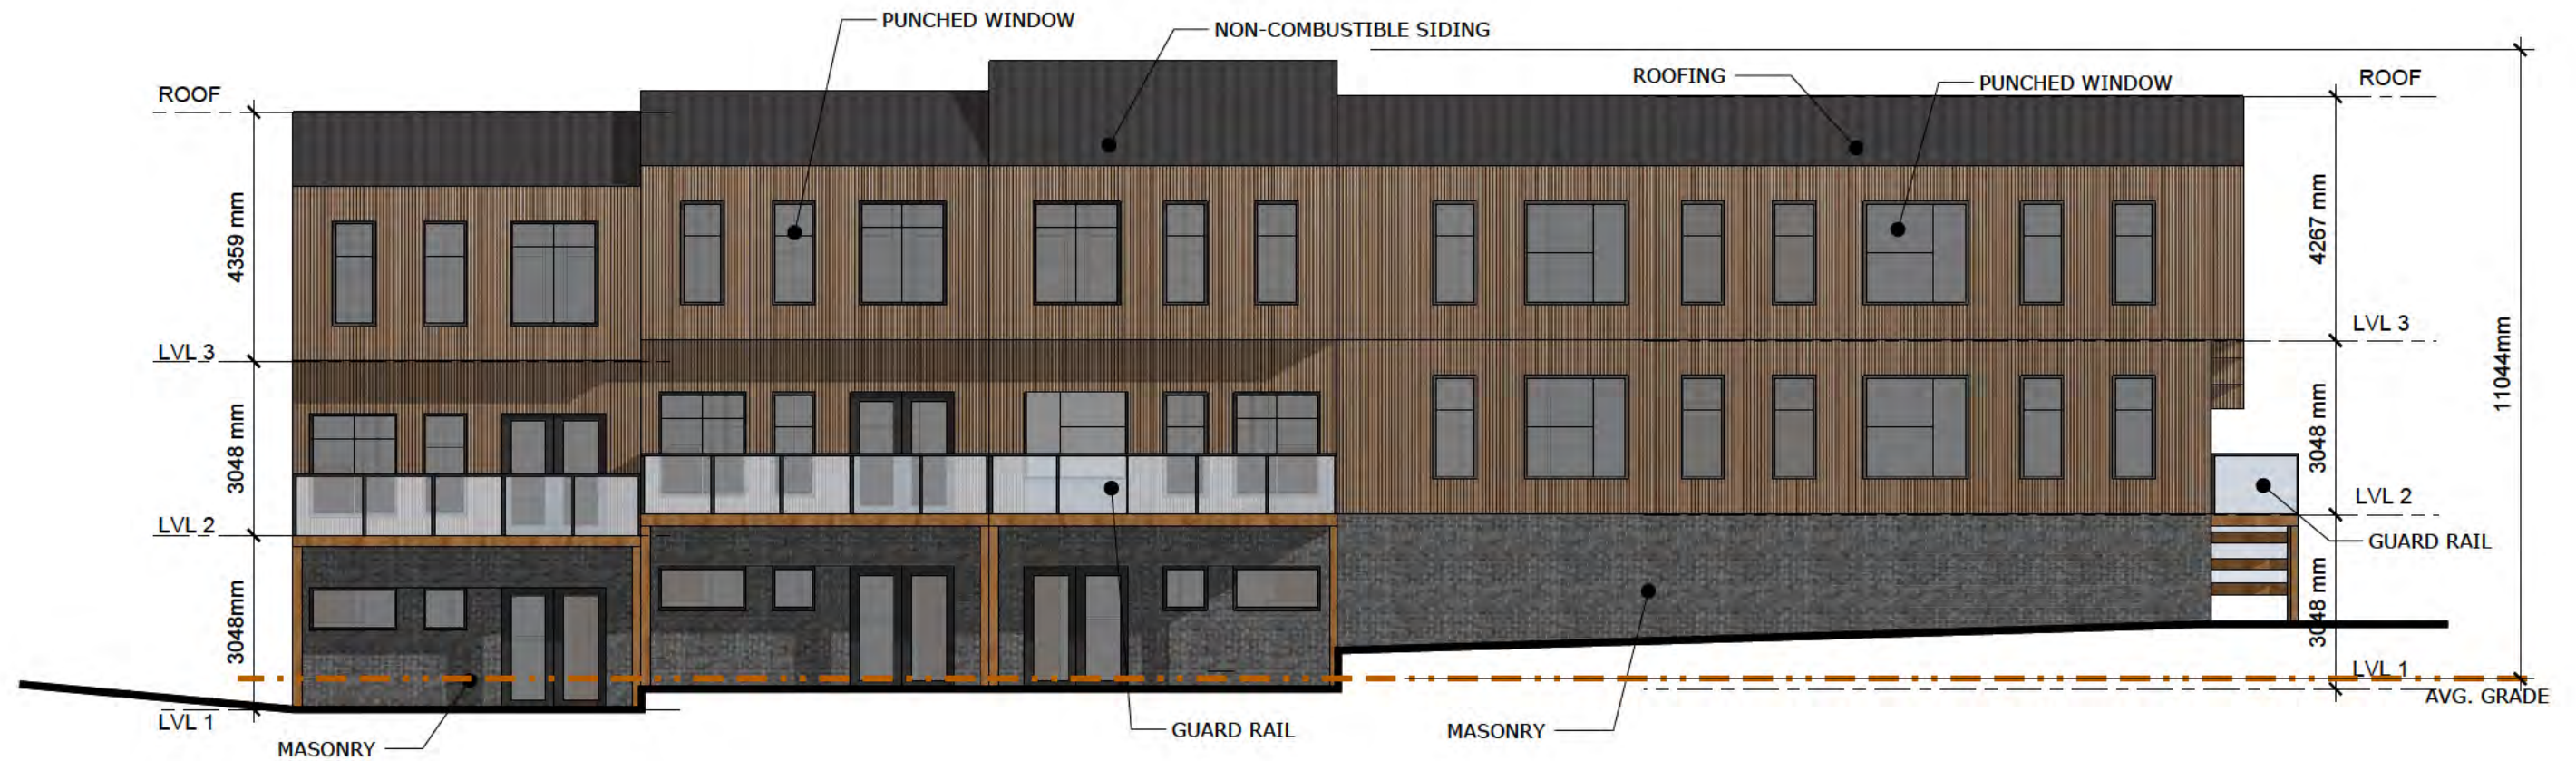 PUNCHED WINDOW
NON-COMBUSTIBLE SIDING
ROOFING
PUNCHED WINDOW
ROOF
ROOF
4359 mm
4267 mm
LVL 3
LVL 3
11044mm
3048 mm
3048 mm
LVL 2
LVL 2
GUARD RAIL
3048mm
3048 mm
LVL 1
AVG. GRADE
LVL 1
GUARD RAIL
MASONRY
MASONRY